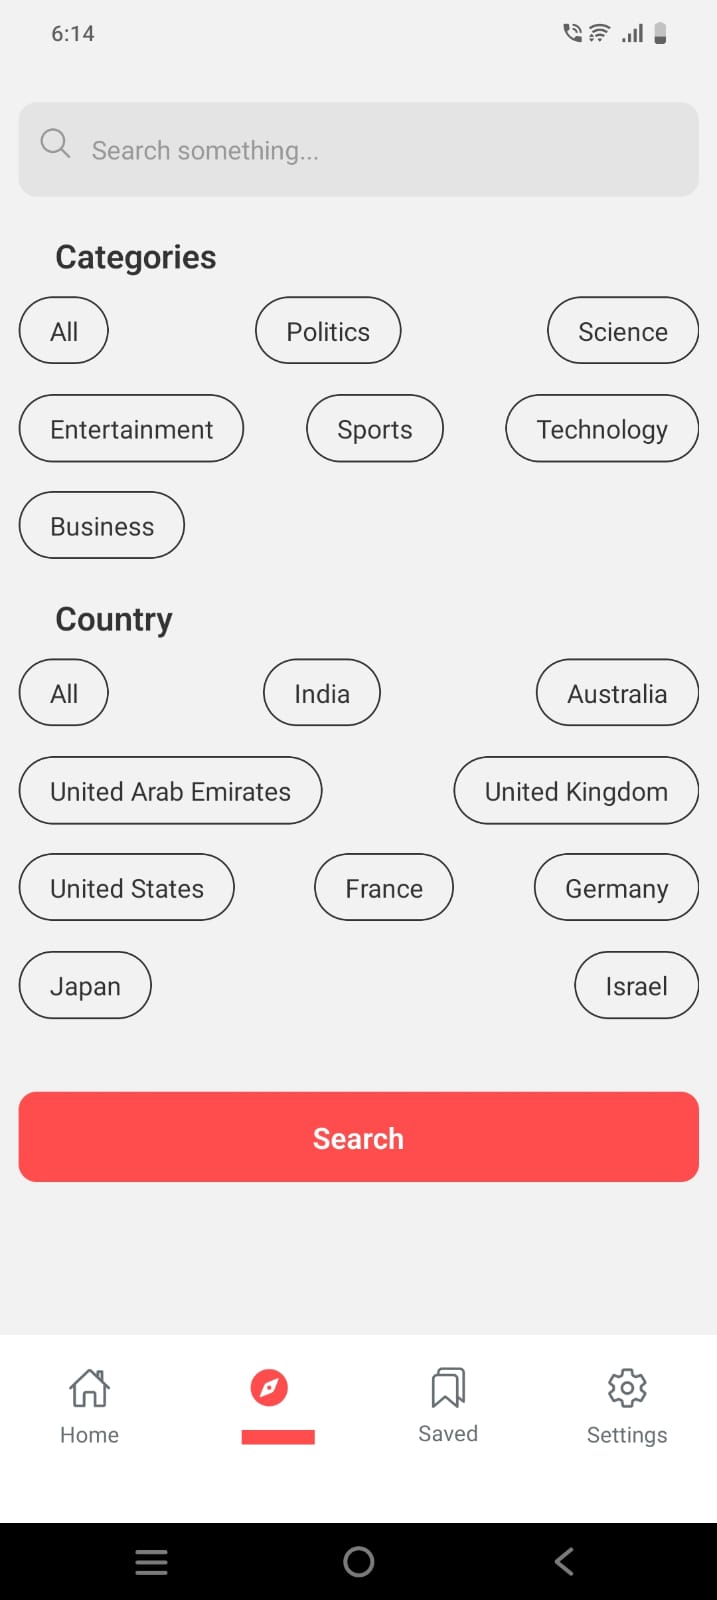 6:14
Search something...
Categories
All Politics Science
Entertainment Sports Technology
Business
Country
All India Australia
United Arab Emirates United Kingdom
United States France Germany
Japan Israel
Search
Home Saved Settings